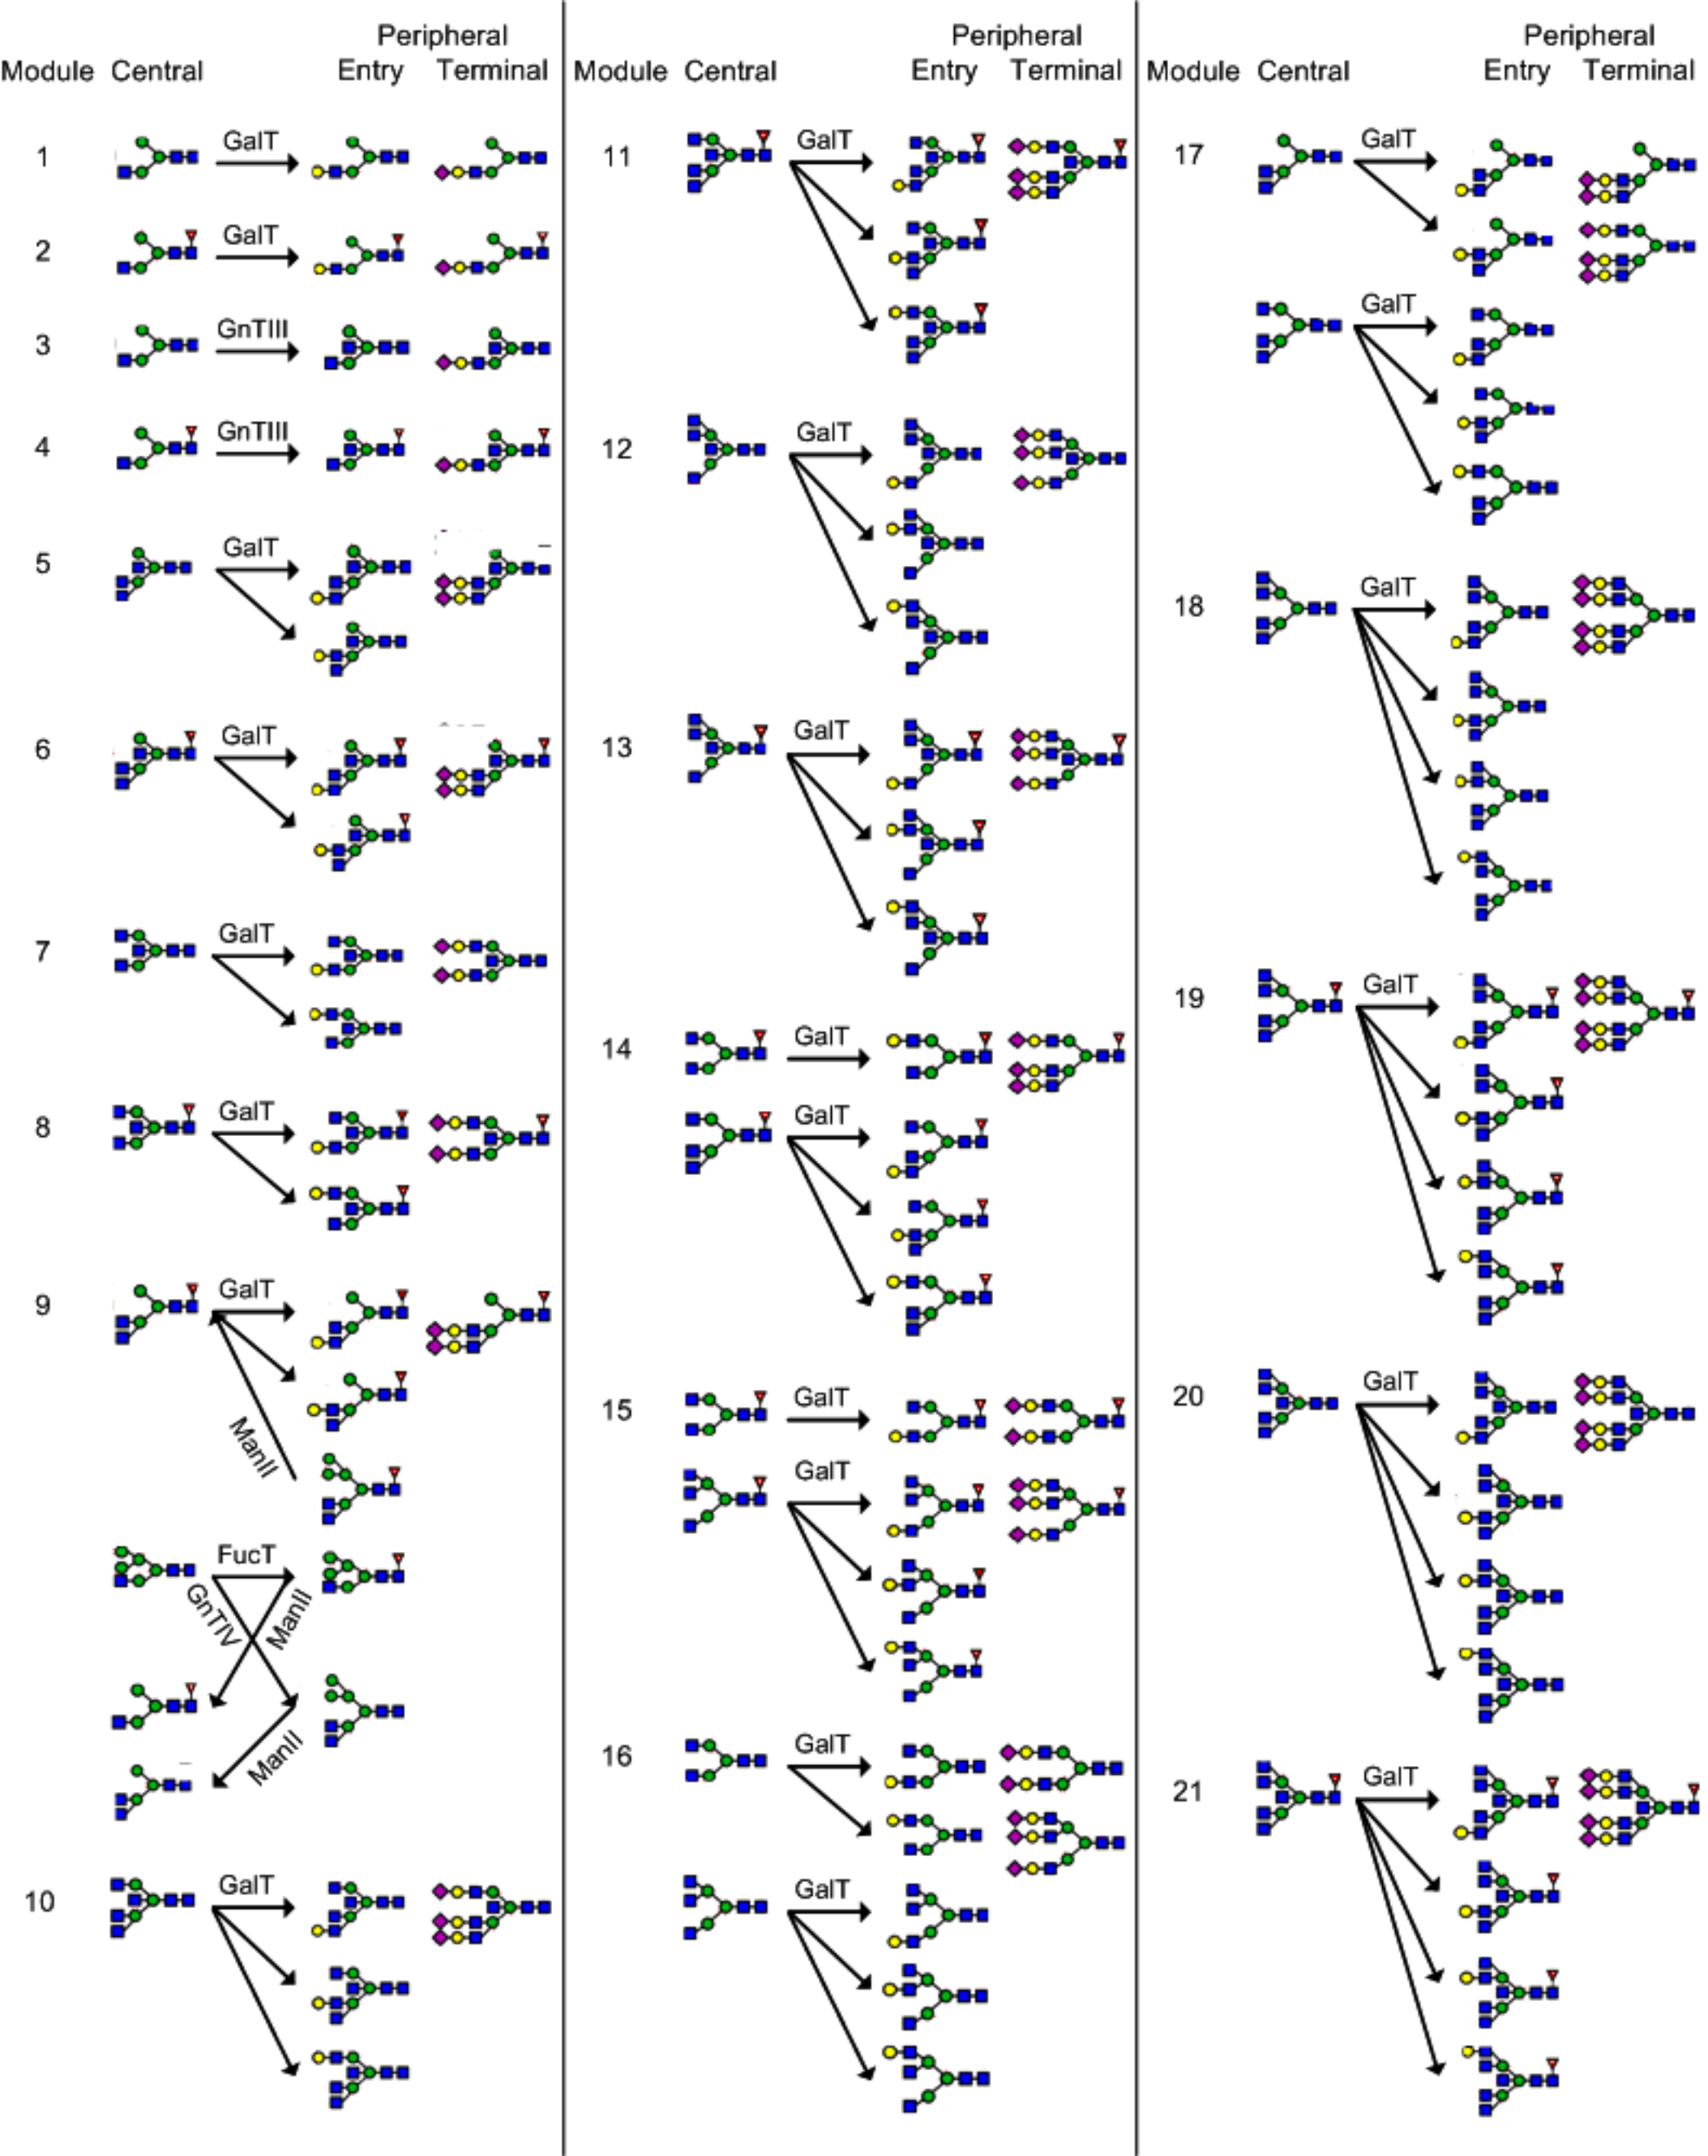 Peripheral
Module Central Entry Terminal
1 GalT
2 GalT
3 GnTIII
4 GnTIII
5 GalT
6 GalT
7 GalT
8 GalT
9 GalT
ManII
FucT
GnTIV
ManII
ManII
10 GalT
Peripheral
Module Central Entry Terminal
11 GalT
12 GalT
13 GalT
14 GalT
GalT
15 GalT
GalT
16 GalT
GalT
Peripheral
Module Central Entry Terminal
17 GalT
GalT
18 GalT
19 GalT
20 GalT
21 GalT